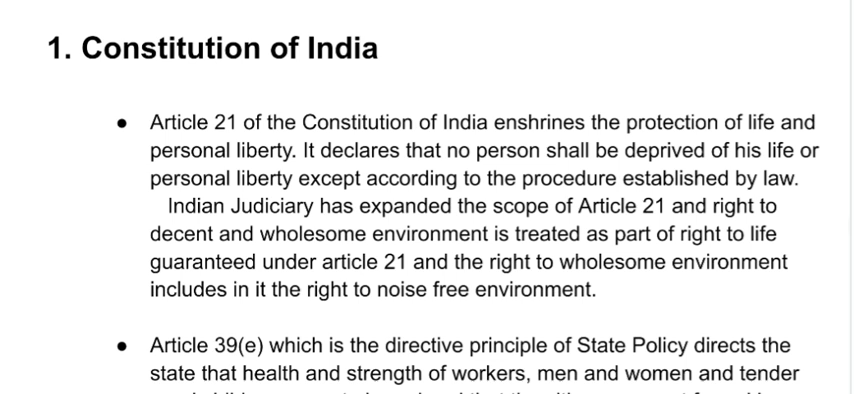 1. Constitution of India
● Article 21 of the Constitution of India enshrines the protection of life and
personal liberty. It declares that no person shall be deprived of his life or
personal liberty except according to the procedure established by law.
Indian Judiciary has expanded the scope of Article 21 and right to
decent and wholesome environment is treated as part of right to life
guaranteed under article 21 and the right to wholesome environment
includes in it the right to noise free environment.
● Article 39(e) which is the directive principle of State Policy directs the
state that health and strength of workers, men and women and tender